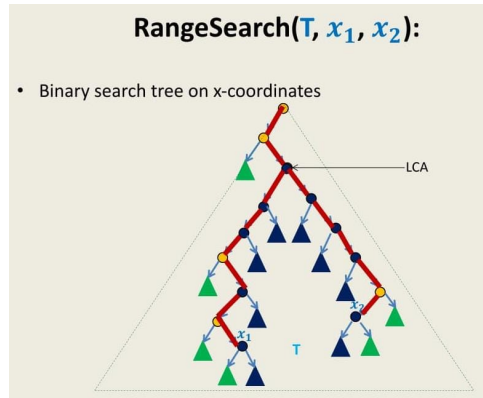 RangeSearch(T, x₁, x₂):
• Binary search tree on x-coordinates
LCA
x₂
x₁
T